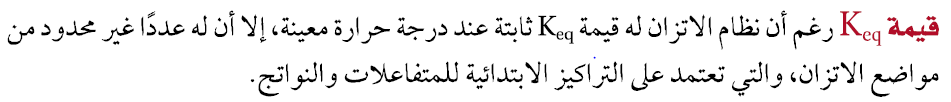 قيمة Keq رغم أن نظام الاتزان له قيمة Keq ثابتة عند درجة حرارة معينة، إلا أن له عددًا غير محدود من
مواضع الاتزان، والتي تعتمد على التراكيز الابتدائية للمتفاعلات والنواتج.